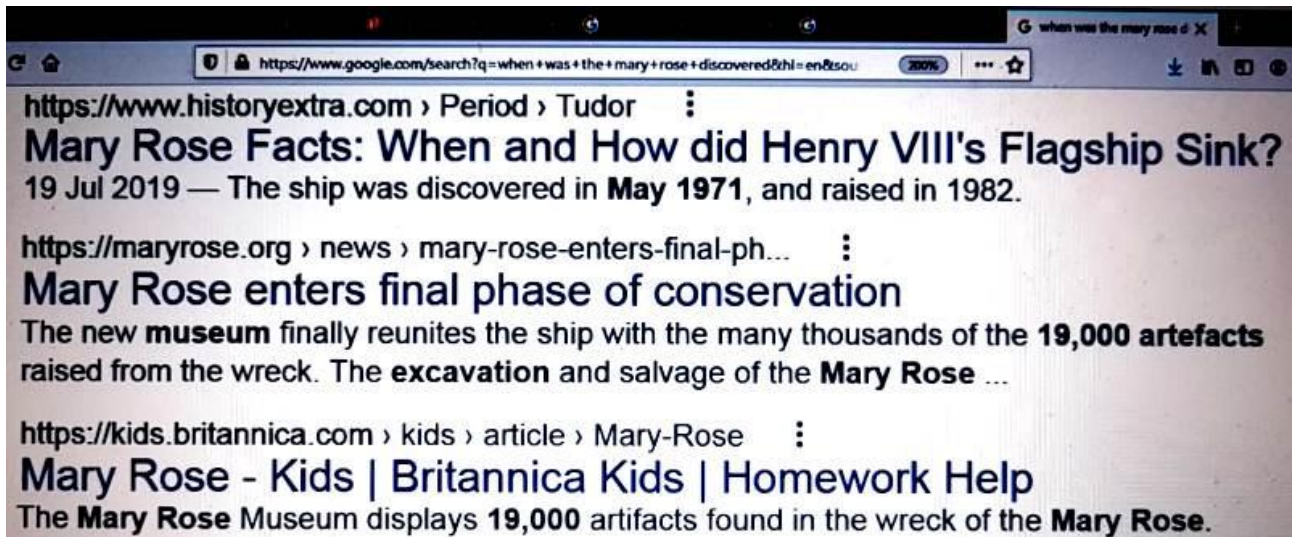 G when was the mary rose d X
https://www.google.com/search?q=when+was+the+mary+rose+discovered&hl=en&sou 200%
https://www.historyextra.com › Period › Tudor
Mary Rose Facts: When and How did Henry VIII's Flagship Sink?
19 Jul 2019 — The ship was discovered in May 1971, and raised in 1982.
https://maryrose.org › news › mary-rose-enters-final-ph...
Mary Rose enters final phase of conservation
The new museum finally reunites the ship with the many thousands of the 19,000 artefacts
raised from the wreck. The excavation and salvage of the Mary Rose ...
https://kids.britannica.com › kids › article › Mary-Rose
Mary Rose - Kids | Britannica Kids | Homework Help
The Mary Rose Museum displays 19,000 artifacts found in the wreck of the Mary Rose.